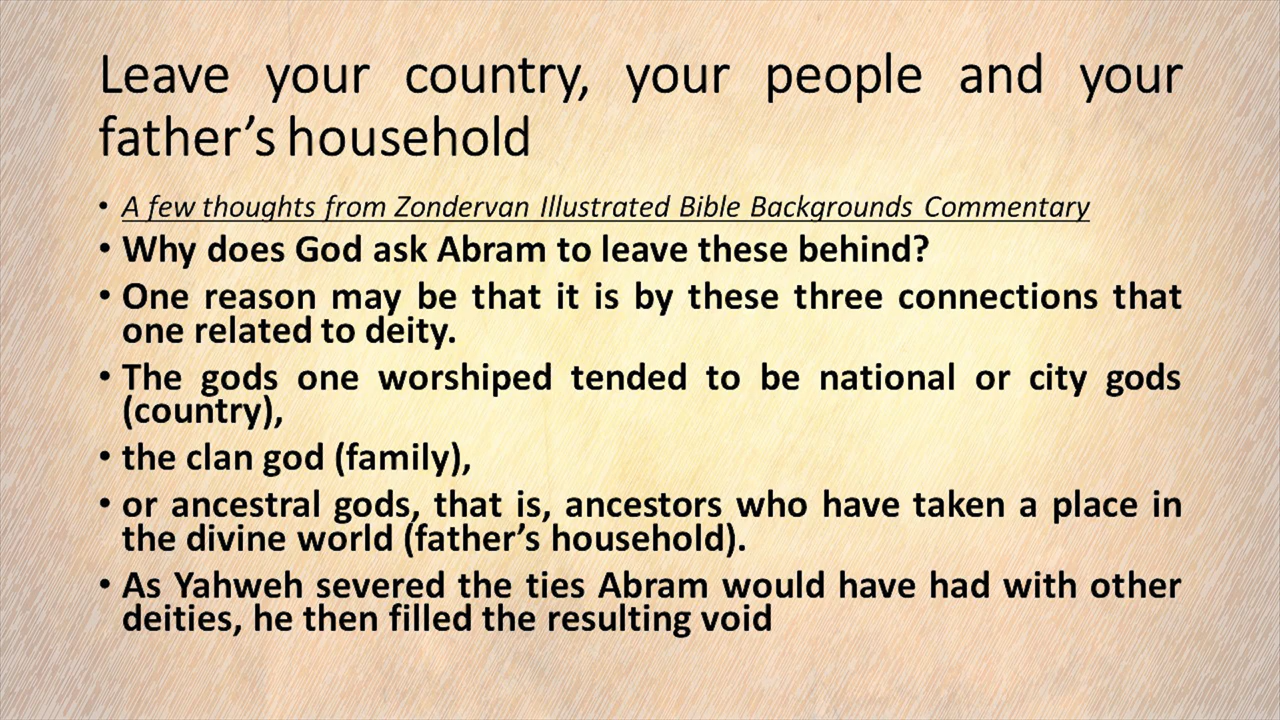 Leave your country, your people and your
father’s household
• A few thoughts from Zondervan Illustrated Bible Backgrounds Commentary
• Why does God ask Abram to leave these behind?
• One reason may be that it is by these three connections that
one related to deity.
• The gods one worshiped tended to be national or city gods
(country),
• the clan god (family),
• or ancestral gods, that is, ancestors who have taken a place in
the divine world (father’s household).
• As Yahweh severed the ties Abram would have had with other
deities, he then filled the resulting void